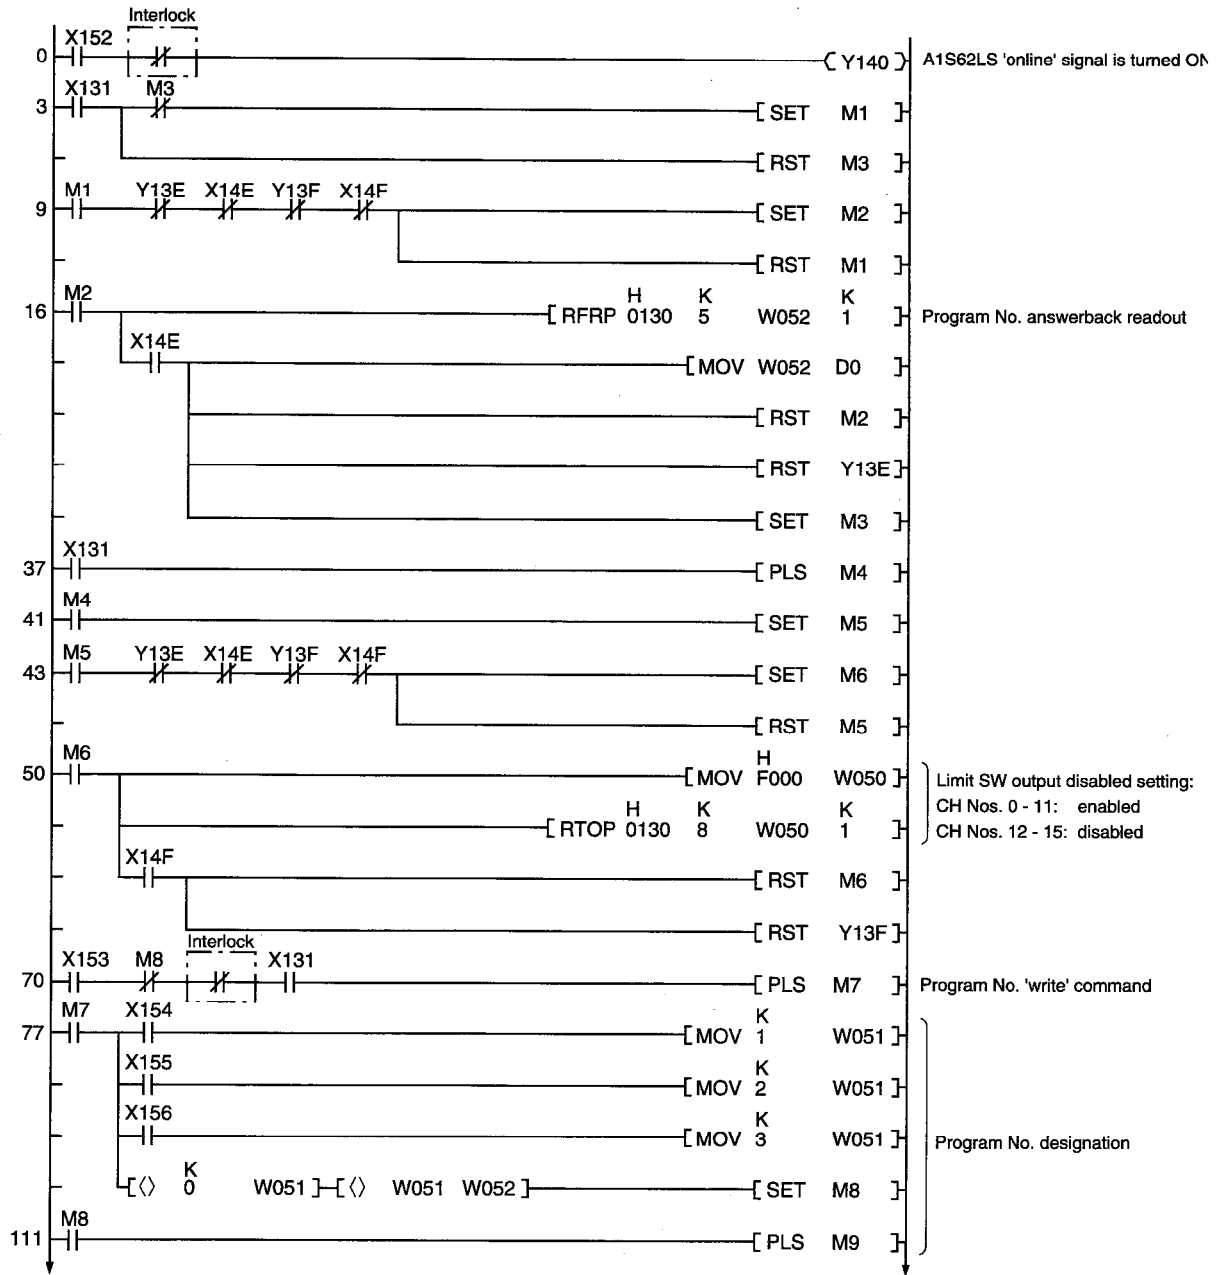 Interlock
X152
0 Y140 A1S62LS 'online' signal is turned ON
X131 M3
3 SET M1
RST M3
M1 Y13E X14E Y13F X14F
9 SET M2
RST M1
M2 H K K
16 RFRP 0130 5 W052 1 Program No. answerback readout
X14E
MOV W052 D0
RST M2
RST Y13E
SET M3
X131
37 PLS M4
M4
41 SET M5
M5 Y13E X14E Y13F X14F
43 SET M6
RST M5
M6 H
50 MOV F000 W050 Limit SW output disabled setting:
H K K CH Nos. 0 - 11: enabled
RTOP 0130 8 W050 1 CH Nos. 12 - 15: disabled
X14F
RST M6
RST Y13F
Interlock
X153 M8 X131
70 PLS M7 Program No. 'write' command
M7 X154 K
77 MOV 1 W051
X155 K
MOV 2 W051
X156 K
MOV 3 W051 Program No. designation
K
<> 0 W051 <> W051 W052 SET M8
M8
111 PLS M9